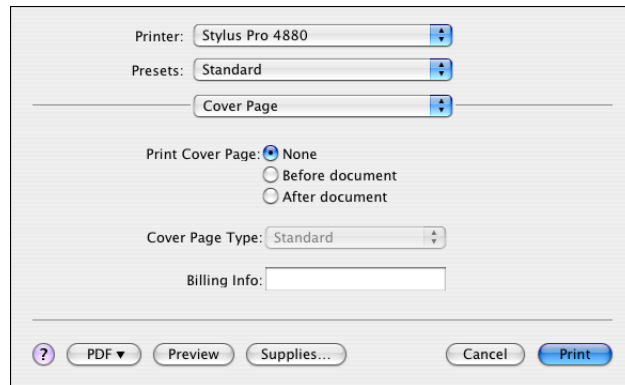 Printer: Stylus Pro 4880
Presets: Standard
Cover Page
Print Cover Page: None
Before document
After document
Cover Page Type: Standard
Billing Info:
? PDF▼ Preview Supplies... Cancel Print